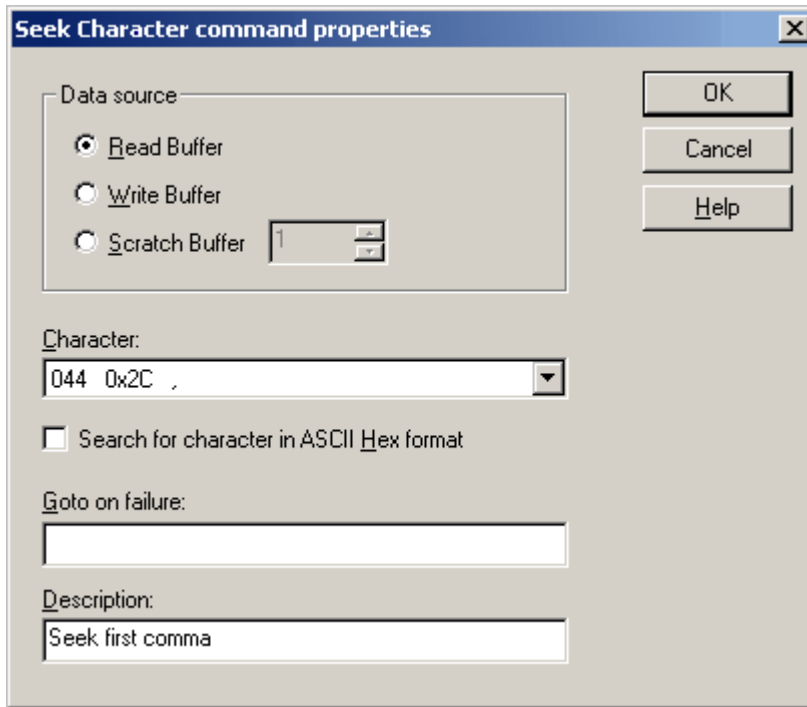 Seek Character command properties
Data source
Read Buffer
Write Buffer
Scratch Buffer 1
OK
Cancel
Help
Character:
044 0x2C ,
Search for character in ASCII Hex format
Goto on failure:
Description:
Seek first comma